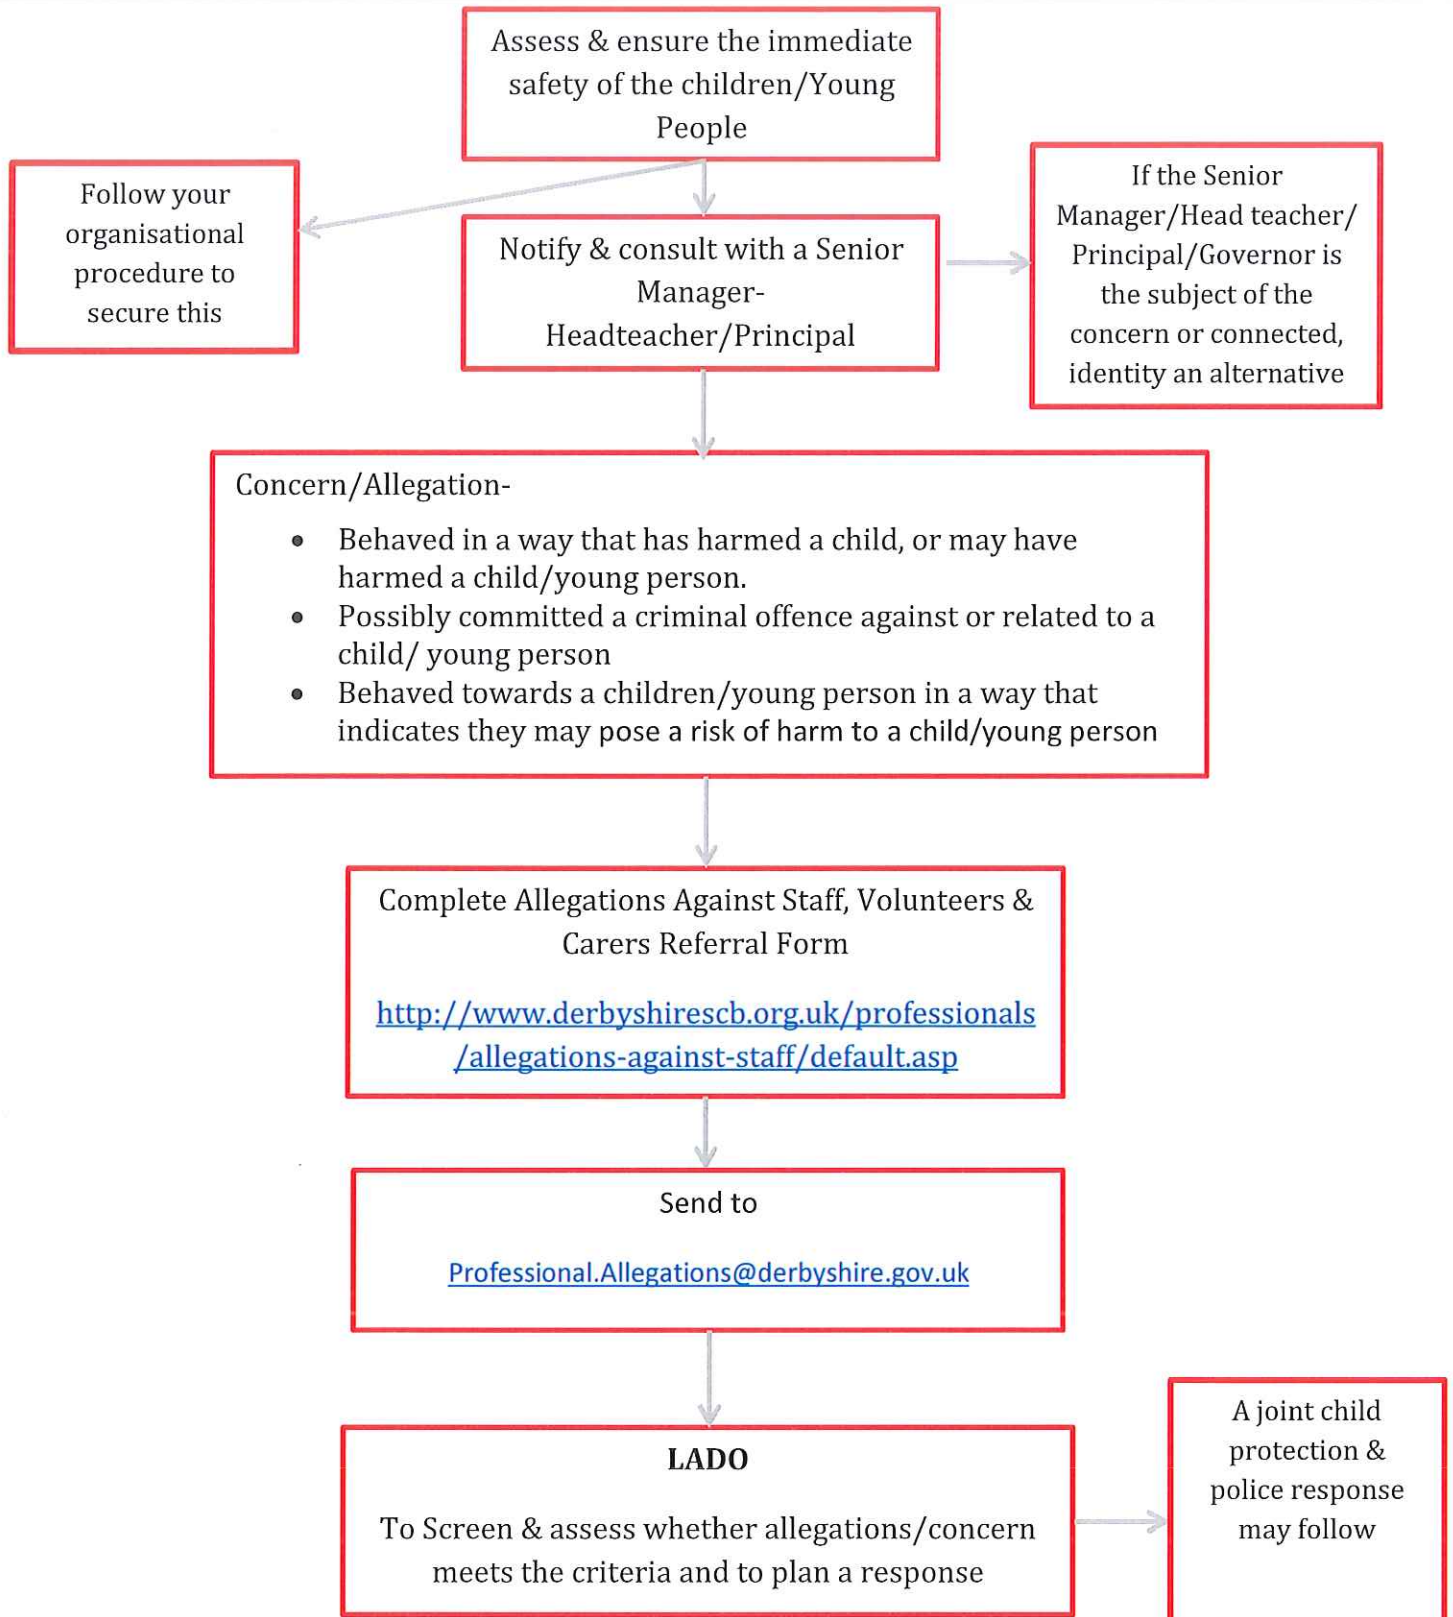 Assess & ensure the immediate
safety of the children/Young
People
Follow your
organisational
procedure to
secure this
Notify & consult with a Senior
Manager-
Headteacher/Principal
If the Senior
Manager/Head teacher/
Principal/Governor is
the subject of the
concern or connected,
identity an alternative
Concern/Allegation-
• Behaved in a way that has harmed a child, or may have
harmed a child/young person.
• Possibly committed a criminal offence against or related to a
child/ young person
• Behaved towards a children/young person in a way that
indicates they may pose a risk of harm to a child/young person
Complete Allegations Against Staff, Volunteers &
Carers Referral Form
http://www.derbyshirescb.org.uk/professionals
/allegations-against-staff/default.asp
Send to
Professional.Allegations@derbyshire.gov.uk
LADO
To Screen & assess whether allegations/concern
meets the criteria and to plan a response
A joint child
protection &
police response
may follow